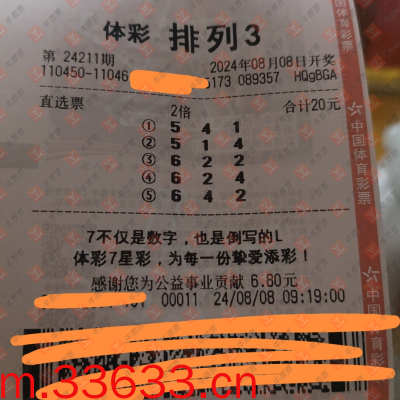 体彩 排列3
第 24211期 2024年08月08日开奖
110450-11046 173 089357 HQgBGA
直选票 2倍 合计20元
① 5 4 1
② 5 1 4
③ 6 2 2
④ 6 2 4
⑤ 6 4 2
7不仅是数字，也是倒写的L
体彩7星彩，为每一份挚爱添彩！
感谢您为公益事业贡献 6.80元
00011 24/08/08 09:19:00
中国体育彩票
中国体育彩票
m.33633.cn